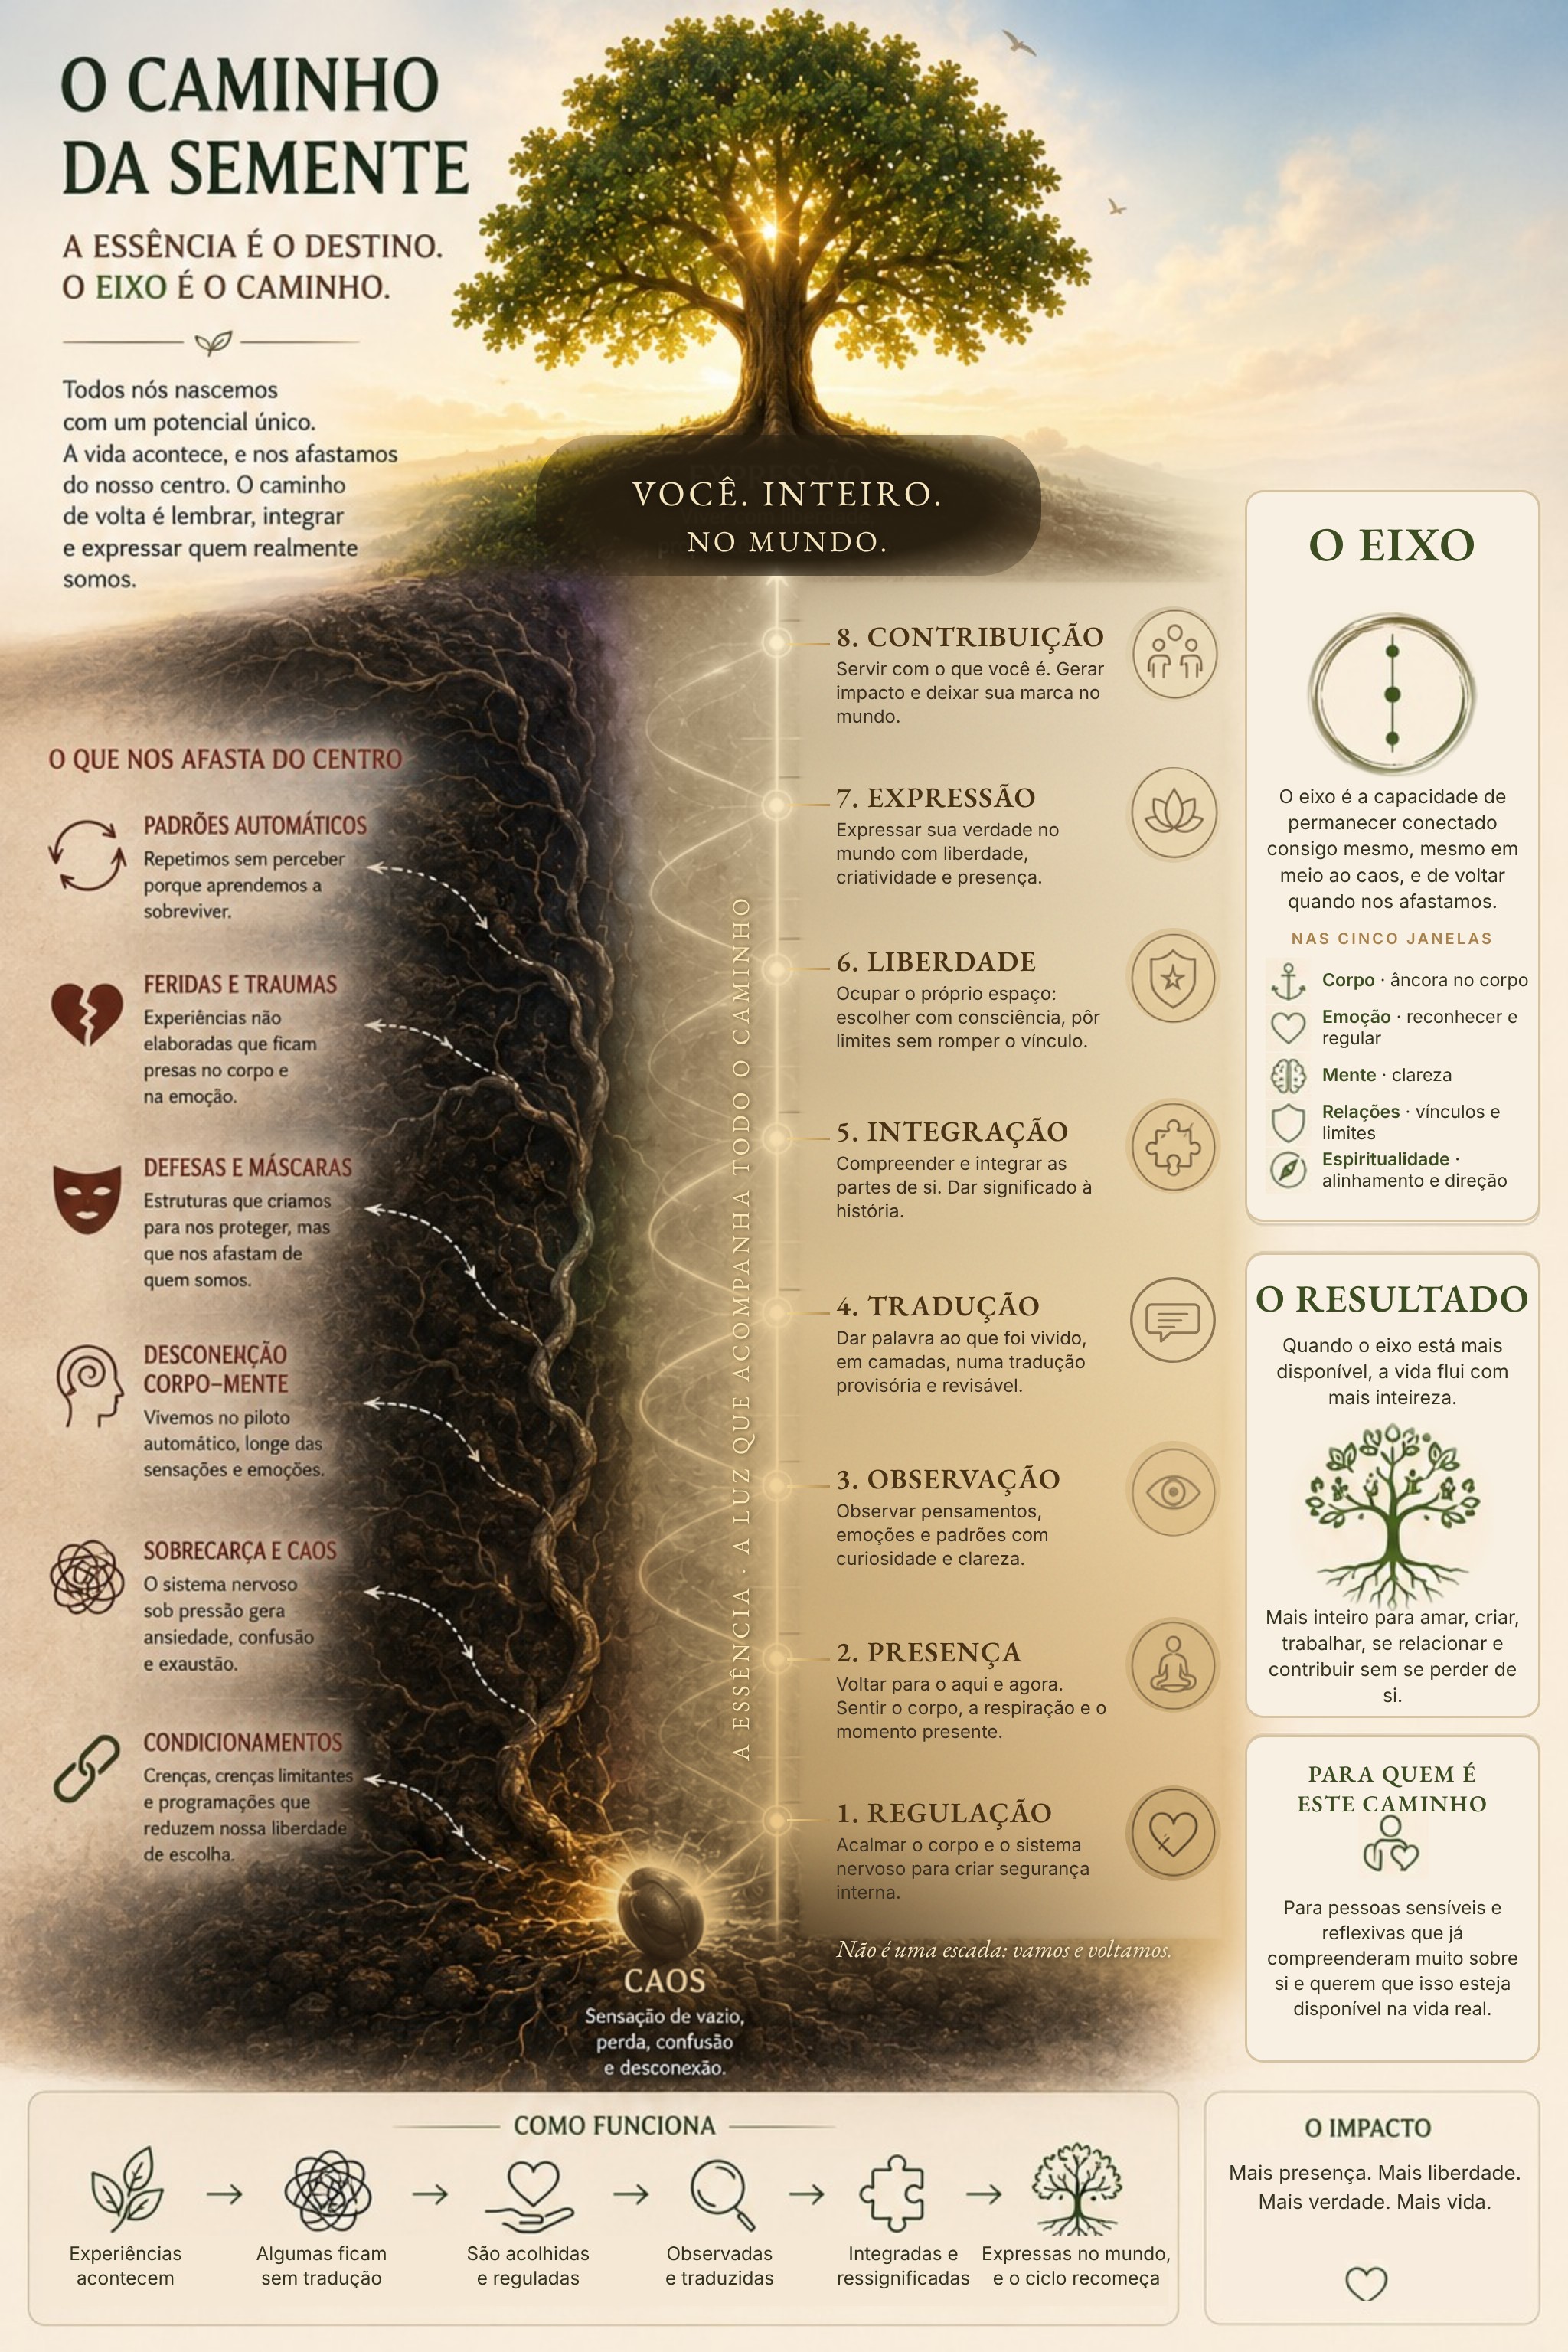 O CAMINHO
DA SEMENTE
A ESSÊNCIA É O DESTINO.
O EIXO É O CAMINHO.
Todos nós nascemos
com um potencial único.
A vida acontece, e nos afastamos
do nosso centro. O caminho
de volta é lembrar, integrar
e expressar quem realmente
somos.
VOCÊ. INTEIRO.
NO MUNDO.
O QUE NOS AFASTA DO CENTRO
PADRÕES AUTOMÁTICOS
Repetimos sem perceber
porque aprendemos a
sobreviver.
FERIDAS E TRAUMAS
Experiências não
elaboradas que ficam
presas no corpo e
na emoção.
DEFESAS E MÁSCARAS
Estruturas que criamos
para nos proteger, mas
que nos afastam de
quem somos.
DESCONENÇÃO
CORPO–MENTE
Vivemos no piloto
automático, longe das
sensações e emoções.
SOBRECARÇA E CAOS
O sistema nervoso
sob pressão gera
ansiedade, confusão
e exaustão.
CONDICIONAMENTOS
Crenças, crenças limitantes
e programações que
reduzem nossa liberdade
de escolha.
A ESSÊNCIA · A LUZ QUE ACOMPANHA TODO O CAMINHO
8. CONTRIBUIÇÃO
Servir com o que você é. Gerar
impacto e deixar sua marca no
mundo.
7. EXPRESSÃO
Expressar sua verdade no
mundo com liberdade,
criatividade e presença.
6. LIBERDADE
Ocupar o próprio espaço:
escolher com consciência, pôr
limites sem romper o vínculo.
5. INTEGRAÇÃO
Compreender e integrar as
partes de si. Dar significado à
história.
4. TRADUÇÃO
Dar palavra ao que foi vivido,
em camadas, numa tradução
provisória e revisável.
3. OBSERVAÇÃO
Observar pensamentos,
emoções e padrões com
curiosidade e clareza.
2. PRESENÇA
Voltar para o aqui e agora.
Sentir o corpo, a respiração e o
momento presente.
1. REGULAÇÃO
Acalmar o corpo e o sistema
nervoso para criar segurança
interna.
Não é uma escada: vamos e voltamos.
CAOS
Sensação de vazio,
perda, confusão
e desconexão.
O EIXO
O eixo é a capacidade de
permanecer conectado
consigo mesmo, mesmo em
meio ao caos, e de voltar
quando nos afastamos.
NAS CINCO JANELAS
Corpo · âncora no corpo
Emoção · reconhecer e
regular
Mente · clareza
Relações · vínculos e
limites
Espiritualidade ·
alinhamento e direção
O RESULTADO
Quando o eixo está mais
disponível, a vida flui com
mais inteireza.
Mais inteiro para amar, criar,
trabalhar, se relacionar e
contribuir sem se perder de
si.
PARA QUEM É
ESTE CAMINHO
Para pessoas sensíveis e
reflexivas que já
compreenderam muito sobre
si e querem que isso esteja
disponível na vida real.
COMO FUNCIONA
Experiências
acontecem
Algumas ficam
sem tradução
São acolhidas
e reguladas
Observadas
e traduzidas
Integradas e
ressignificadas
Expressas no mundo,
e o ciclo recomeça
O IMPACTO
Mais presença. Mais liberdade.
Mais verdade. Mais vida.